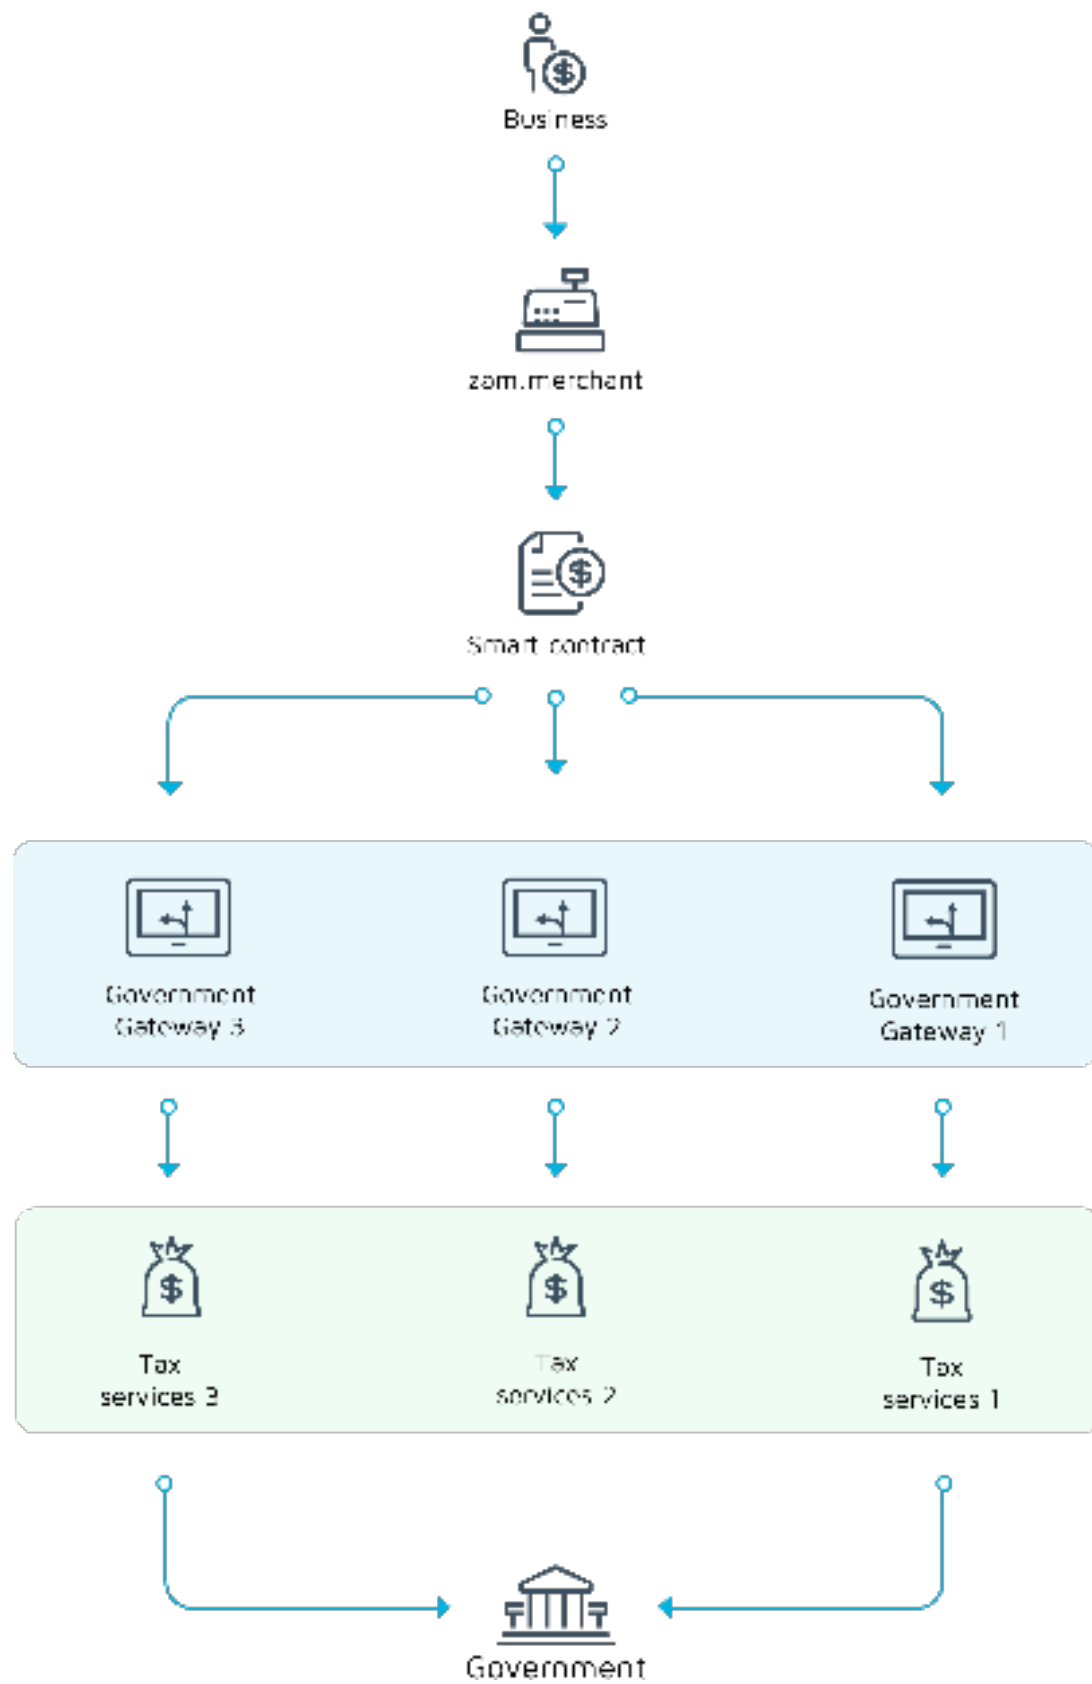 Business
zam.merchant
Smart contract
Government
Gateway 3
Government
Gateway 2
Government
Gateway 1
Tax
services 3
Tax
services 2
Tax
services 1
Government